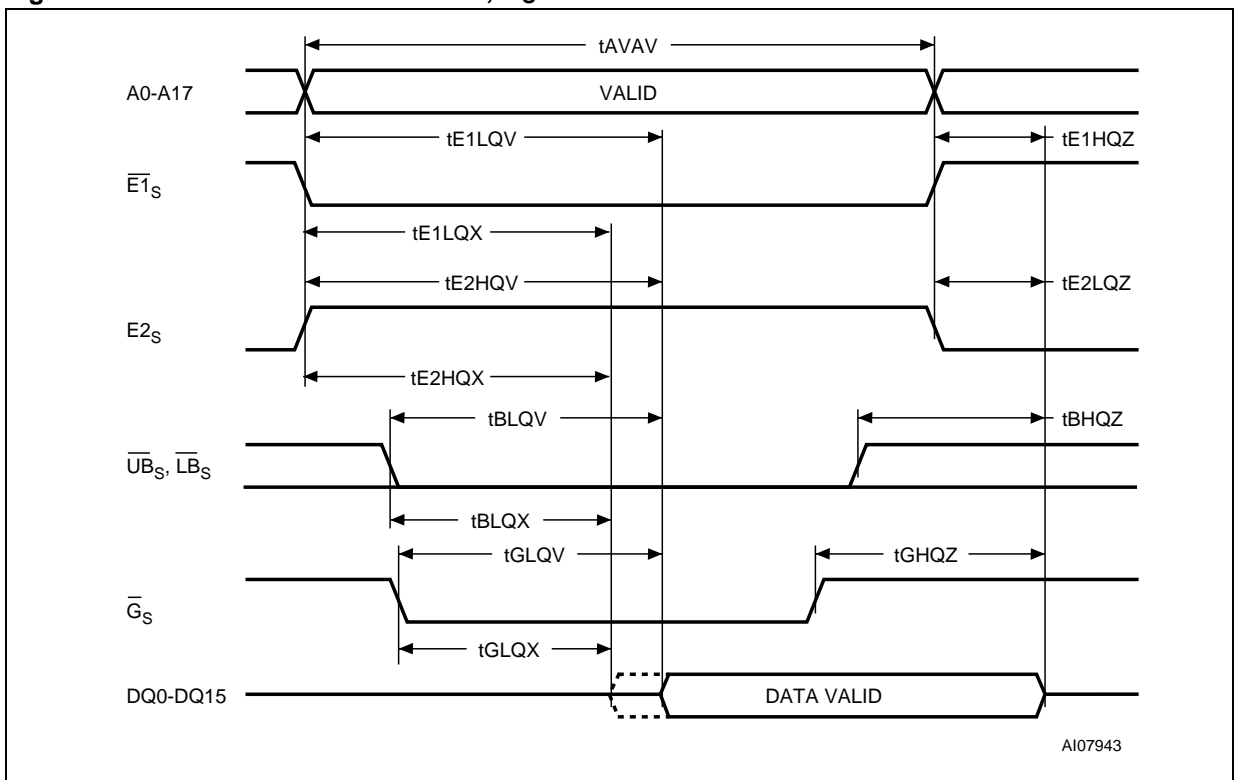 tAVAV
A0-A17
VALID
tE1LQV
tE1HQZ
E1S
tE1LQX
tE2HQV
tE2LQZ
E2S
tE2HQX
tBLQV
tBHQZ
UBS, LBS
tBLQX
tGLQV
tGHQZ
GS
tGLQX
DQ0-DQ15
DATA VALID
AI07943